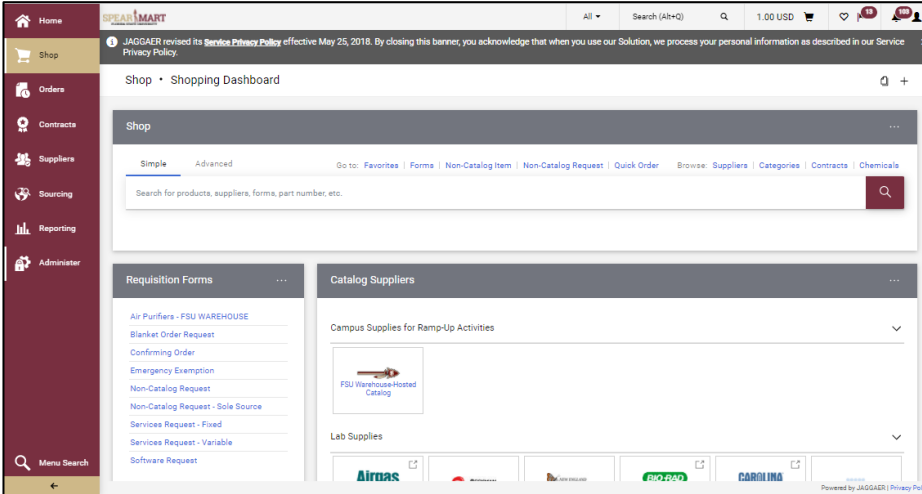 Home
SPEAR MART
All
Search (Alt+Q)
1.00 USD
13
103
JAGGAER revised its Service Privacy Policy effective May 25, 2018. By closing this banner, you acknowledge that when you use our Solution, we process your personal information as described in our Service
Privacy Policy.
Shop
Orders
Contracts
Suppliers
Sourcing
Reporting
Administer
Menu Search
Shop • Shopping Dashboard
Shop
Simple Advanced
Go to: Favorites | Forms | Non-Catalog Item | Non-Catalog Request | Quick Order Browse: Suppliers | Categories | Contracts | Chemicals
Search for products, suppliers, forms, part number, etc.
Requisition Forms
Air Purifiers - FSU WAREHOUSE
Blanket Order Request
Confirming Order
Emergency Exemption
Non-Catalog Request
Non-Catalog Request - Sole Source
Services Request - Fixed
Services Request - Variable
Software Request
Catalog Suppliers
Campus Supplies for Ramp-Up Activities
FSU Warehouse-Hosted
Catalog
Lab Supplies
Airgas
NEW ENGLAND
BIO-RAD
CAROLINA
Powered by JAGGAER | Privacy Po